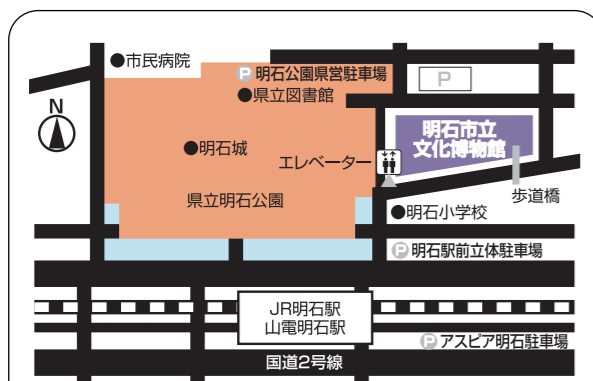 ●市民病院
P 明石公園県営駐車場
●県立図書館
P
N
明石市立
文化博物館
●明石城
エレベーター
県立明石公園
歩道橋
●明石小学校
P 明石駅前立体駐車場
JR明石駅
山電明石駅
P アスピア明石駐車場
国道2号線